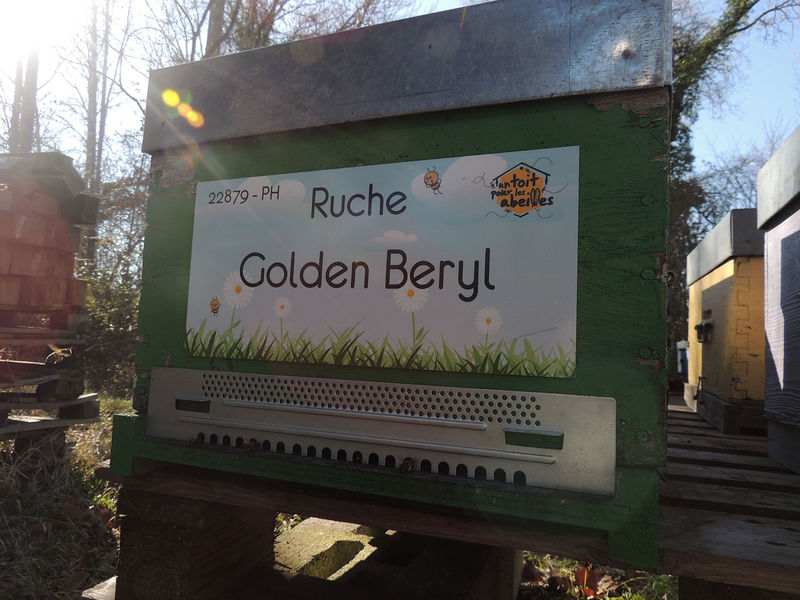 22879 - PH
Ruche
un toit
pour les
abeilles
Golden Beryl